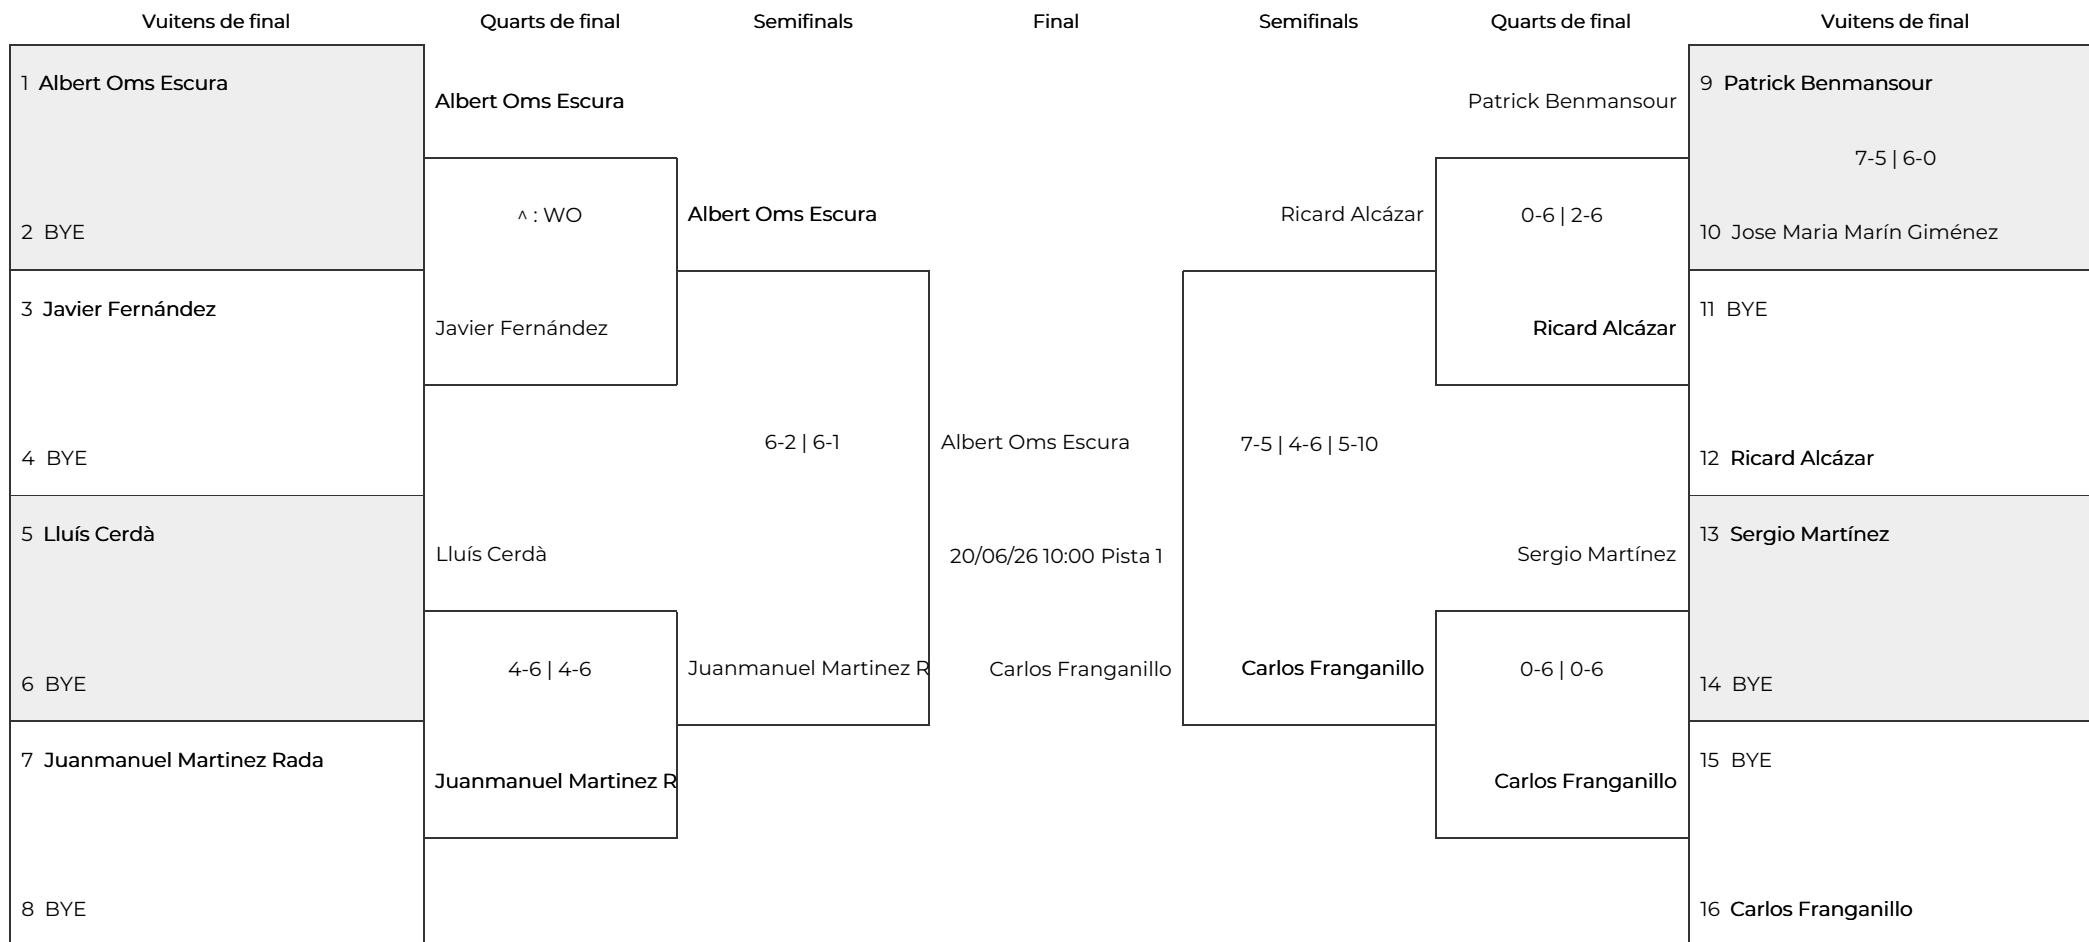 Vuitens de final
Quarts de final
Semifinals
Final
Semifinals
Quarts de final
Vuitens de final
1 Albert Oms Escura
2 BYE
3 Javier Fernández
4 BYE
5 Lluís Cerdà
6 BYE
7 Juanmanuel Martinez Rada
8 BYE
Albert Oms Escura
^ : WO
Javier Fernández
Lluís Cerdà
4-6 | 4-6
Juanmanuel Martinez R
Albert Oms Escura
6-2 | 6-1
Juanmanuel Martinez R
Albert Oms Escura
20/06/26 10:00 Pista 1
Carlos Franganillo
Ricard Alcázar
7-5 | 4-6 | 5-10
Carlos Franganillo
Patrick Benmansour
0-6 | 2-6
Ricard Alcázar
Sergio Martínez
0-6 | 0-6
Carlos Franganillo
9 Patrick Benmansour
7-5 | 6-0
10 Jose Maria Marín Giménez
11 BYE
12 Ricard Alcázar
13 Sergio Martínez
14 BYE
15 BYE
16 Carlos Franganillo